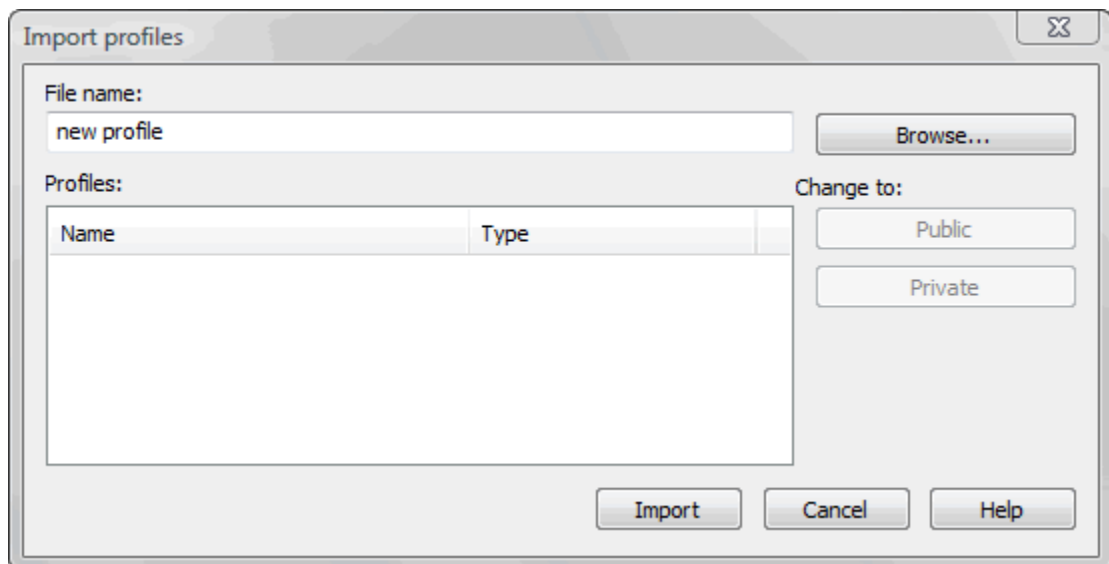 Import profiles
File name:
new profile
Browse...
Profiles:
Change to:
Name Type
Public
Private
Import Cancel Help